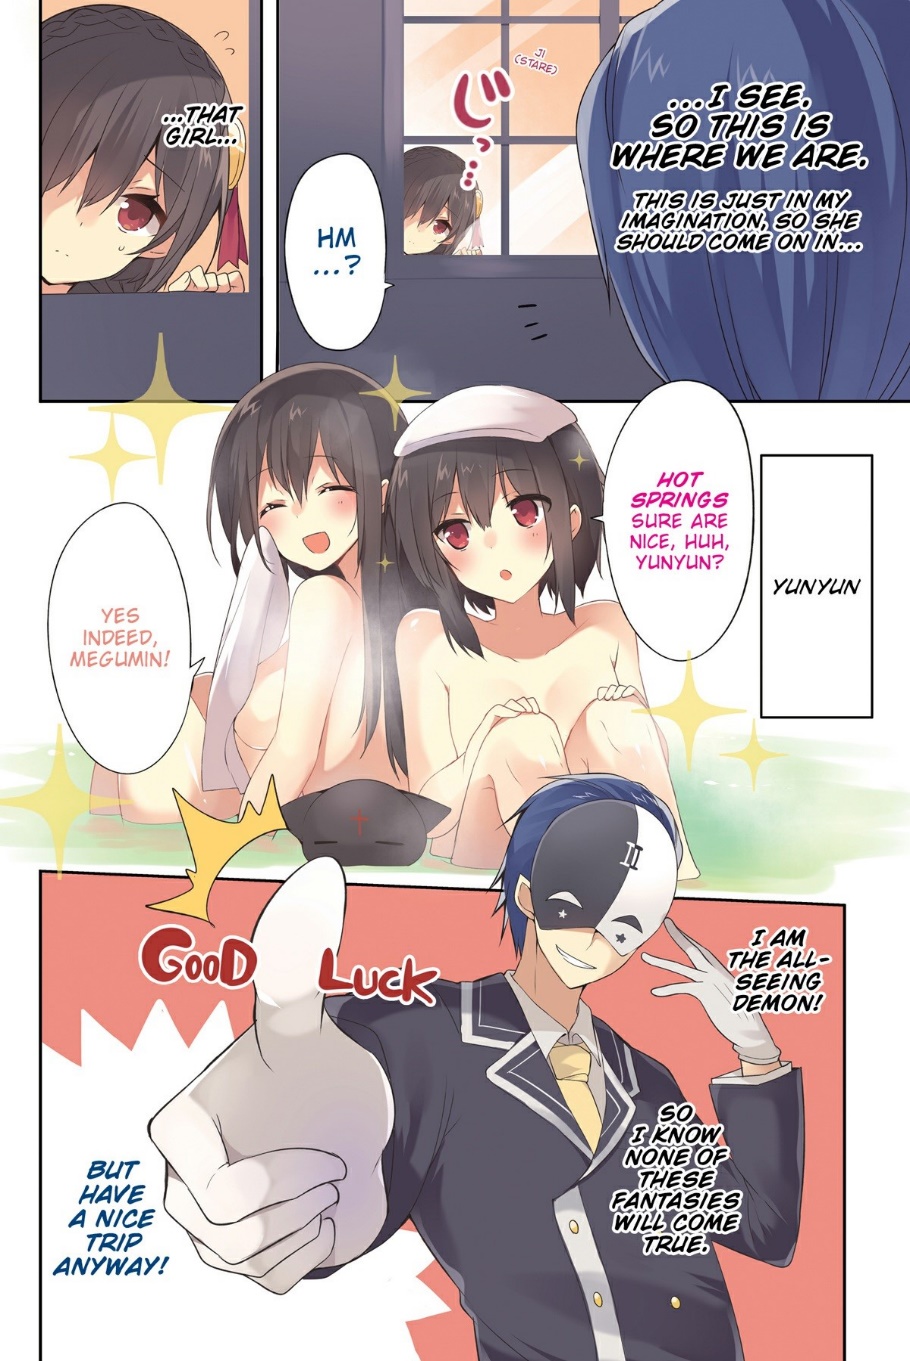 ...I SEE.
SO THIS IS
WHERE WE ARE.
THIS IS JUST IN MY
IMAGINATION, SO SHE
SHOULD COME ON IN...
JI
(STARE)
じっ…
HM
...?
...THAT
GIRL...
YUNYUN
HOT
SPRINGS
SURE ARE
NICE, HUH,
YUNYUN?
YES
INDEED,
MEGUMIN!
I AM
THE ALL-
SEEING
DEMON!
GOOD LUCK
SO
I KNOW
NONE OF
THESE
FANTASIES
WILL COME
TRUE.
BUT
HAVE
A NICE
TRIP
ANYWAY!